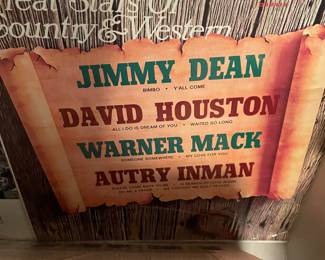 Great Stars Of
Country & Western
JIMMY DEAN
BIMBO • Y'ALL COME
DAVID HOUSTON
ALL I DO IS DREAM OF YOU • WAITED SO LONG
WARNER MACK
SOMEONE SOMEWHERE • MY LOVE FOR YOU
AUTRY INMAN